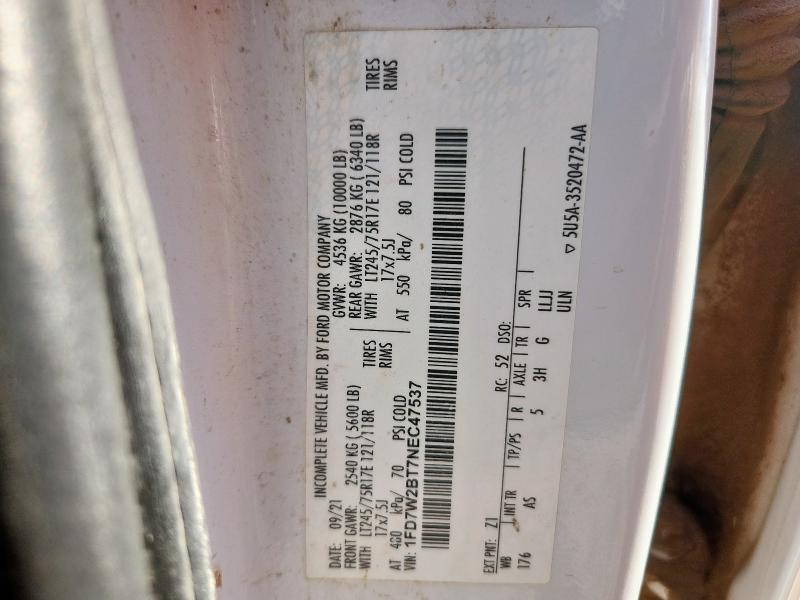 INCOMPLETE VEHICLE MFD. BY FORD MOTOR COMPANY
DATE: 09/21 GVWR: 4536 KG (10000 LB)
FRONT GAWR: 2540 KG ( 5600 LB) REAR GAWR: 2876 KG ( 6340 LB)
WITH LT245/75R17E 121/118R TIRES WITH LT245/75R17E 121/118R TIRES
17x7.5J RIMS 17x7.5J RIMS
AT 480 kPa/ 70 PSI COLD AT 550 kPa/ 80 PSI COLD
VIN: 1FD7W2BT7NEC47537
EXT PNT: Z1 RC: 52 DSO:
WB INT TR TP/PS R AXLE TR SPR
176 AS 5 3H G LLJJ
ULN
▽ 5U5A-3520472-AA